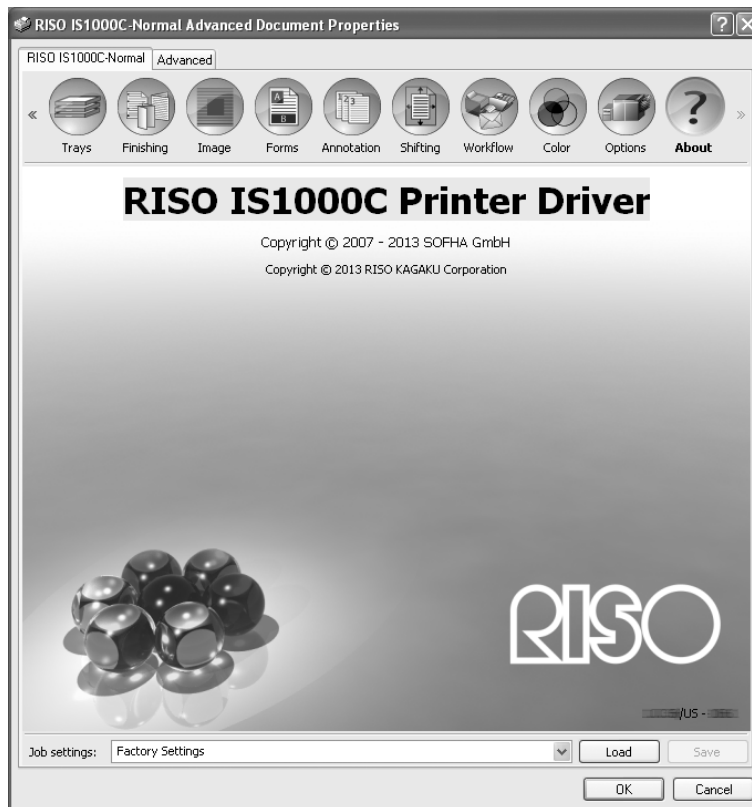 RISO IS1000C-Normal Advanced Document Properties
RISO IS1000C-Normal Advanced
Trays Finishing Image Forms Annotation Shifting Workflow Color Options About
RISO IS1000C Printer Driver
Copyright © 2007 - 2013 SOFHA GmbH
Copyright © 2013 RISO KAGAKU Corporation
RISO
/US -
Job settings: Factory Settings Load Save
OK Cancel